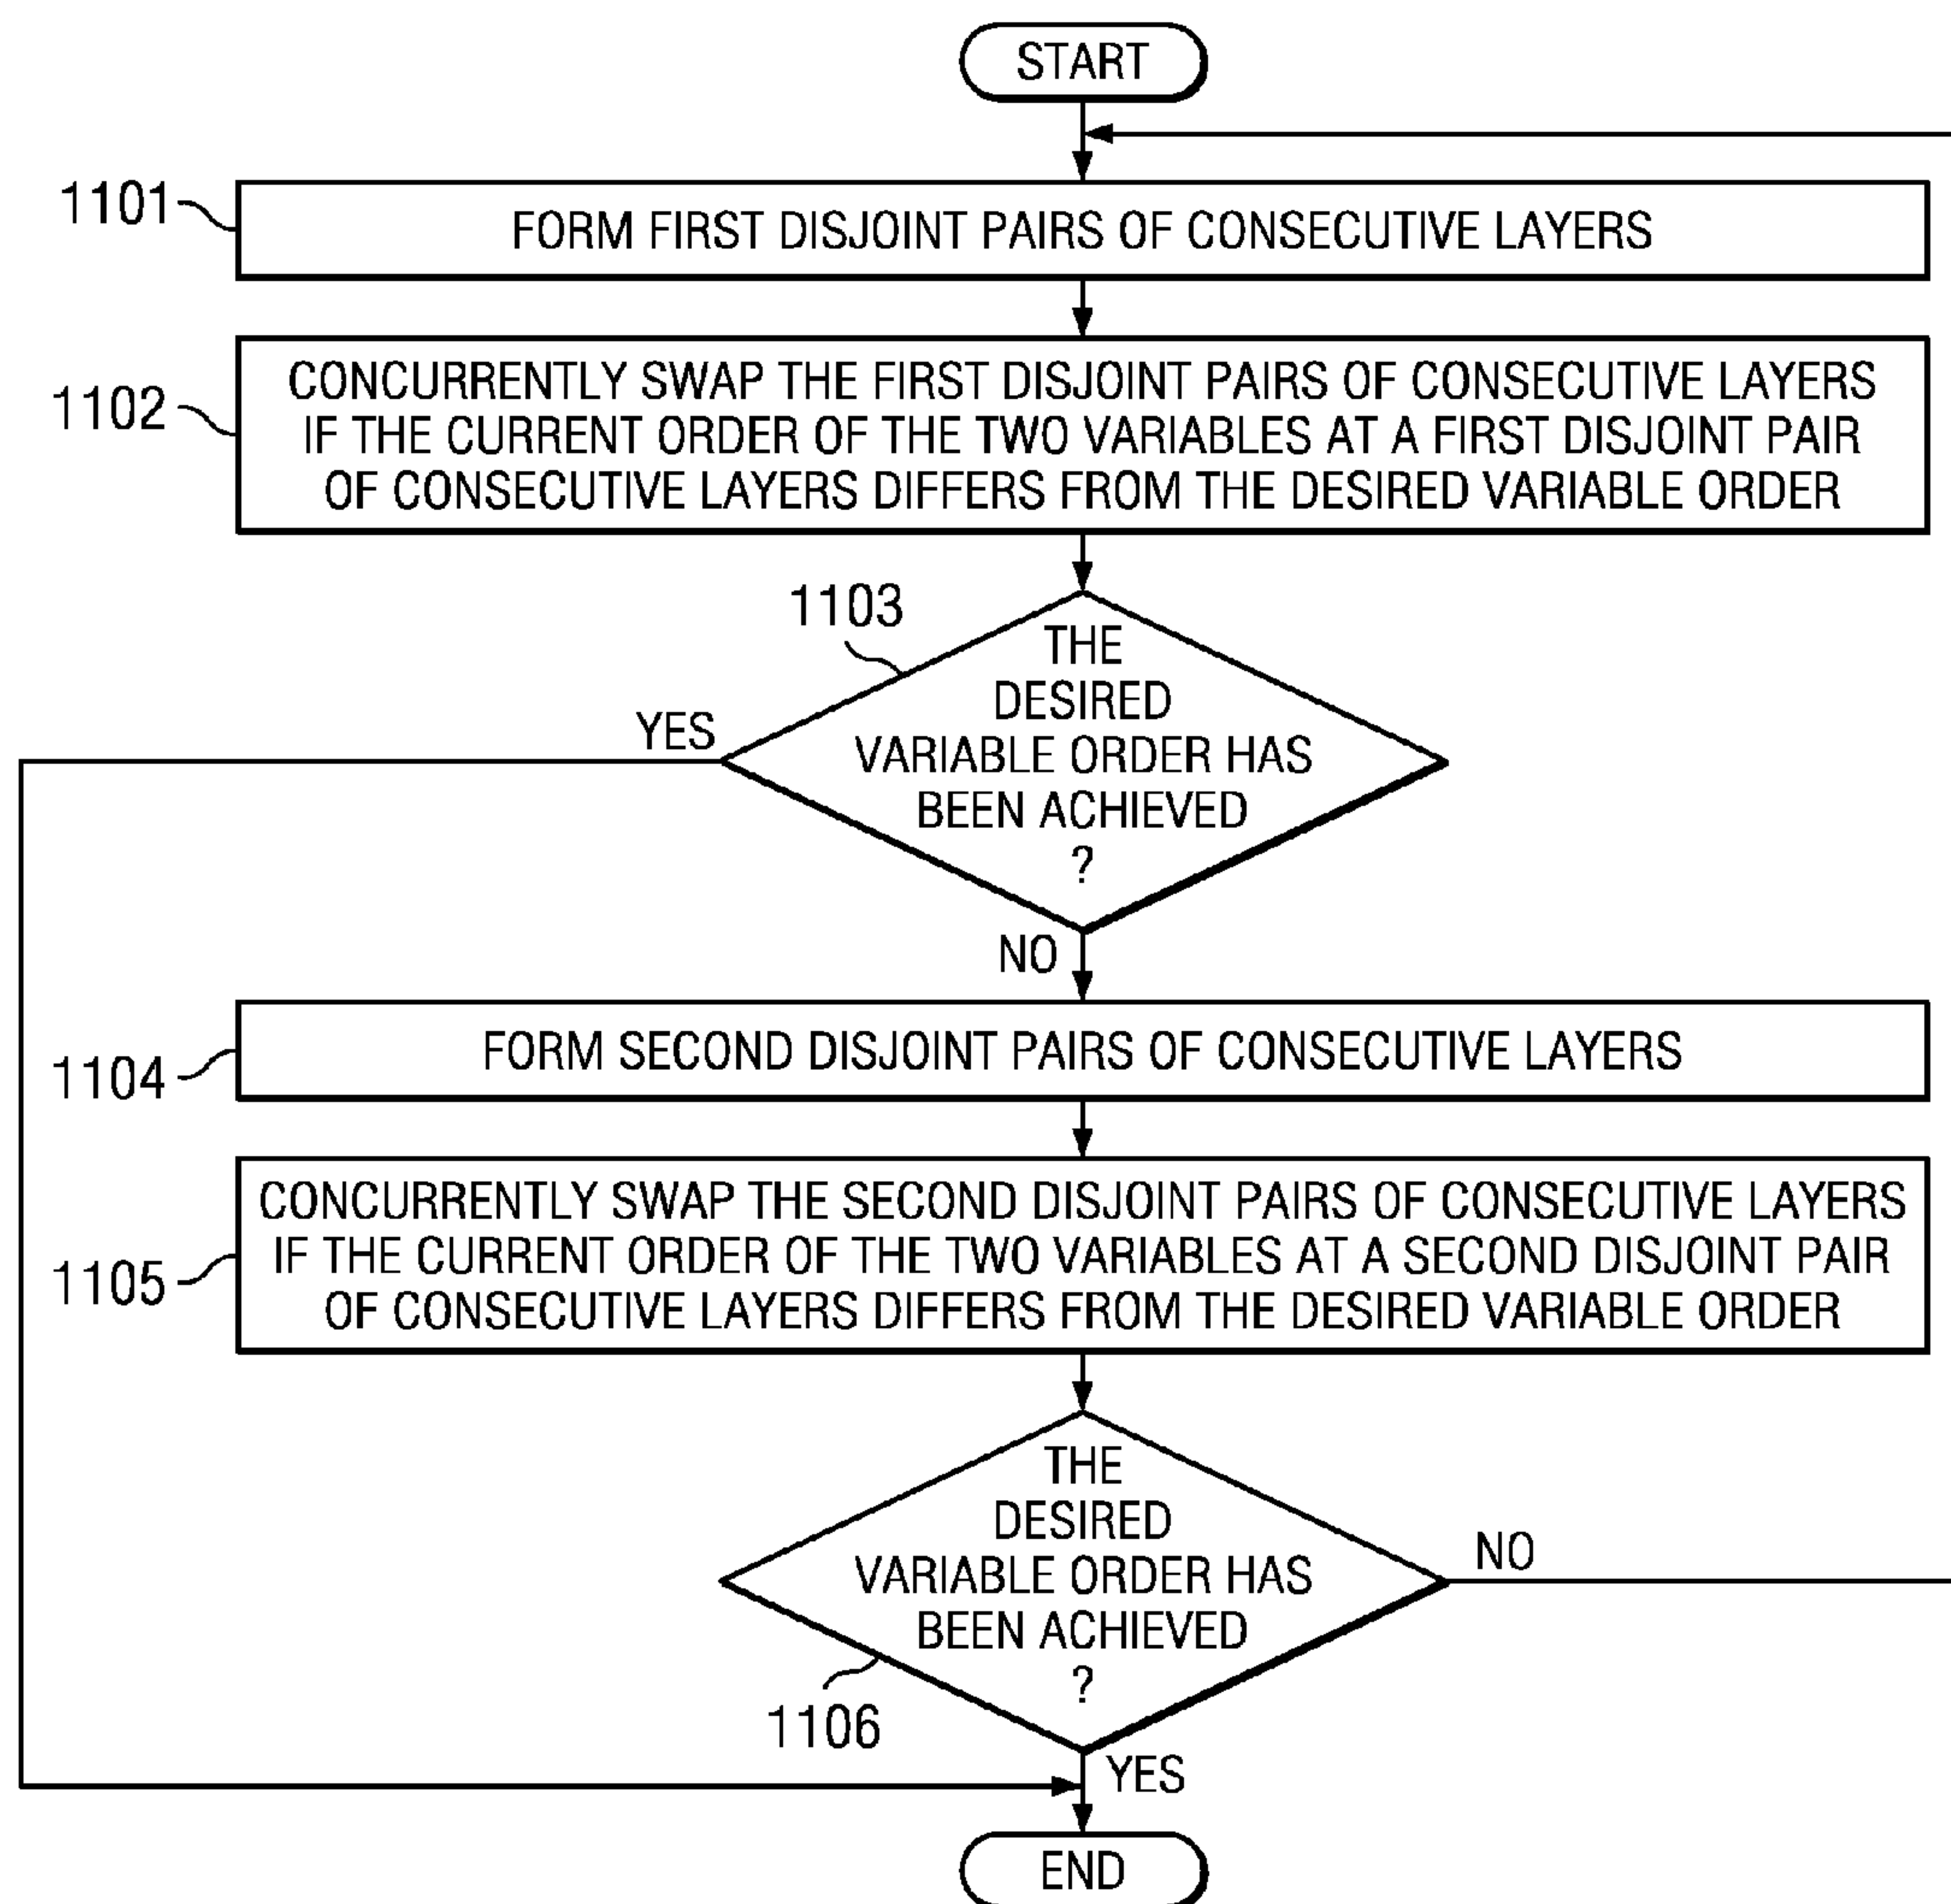 START
1101
FORM FIRST DISJOINT PAIRS OF CONSECUTIVE LAYERS
1102
CONCURRENTLY SWAP THE FIRST DISJOINT PAIRS OF CONSECUTIVE LAYERS
IF THE CURRENT ORDER OF THE TWO VARIABLES AT A FIRST DISJOINT PAIR
OF CONSECUTIVE LAYERS DIFFERS FROM THE DESIRED VARIABLE ORDER
1103
THE
DESIRED
VARIABLE ORDER HAS
BEEN ACHIEVED
?
YES
NO
1104
FORM SECOND DISJOINT PAIRS OF CONSECUTIVE LAYERS
1105
CONCURRENTLY SWAP THE SECOND DISJOINT PAIRS OF CONSECUTIVE LAYERS
IF THE CURRENT ORDER OF THE TWO VARIABLES AT A SECOND DISJOINT PAIR
OF CONSECUTIVE LAYERS DIFFERS FROM THE DESIRED VARIABLE ORDER
THE
DESIRED
VARIABLE ORDER HAS
BEEN ACHIEVED
?
NO
1106
YES
END